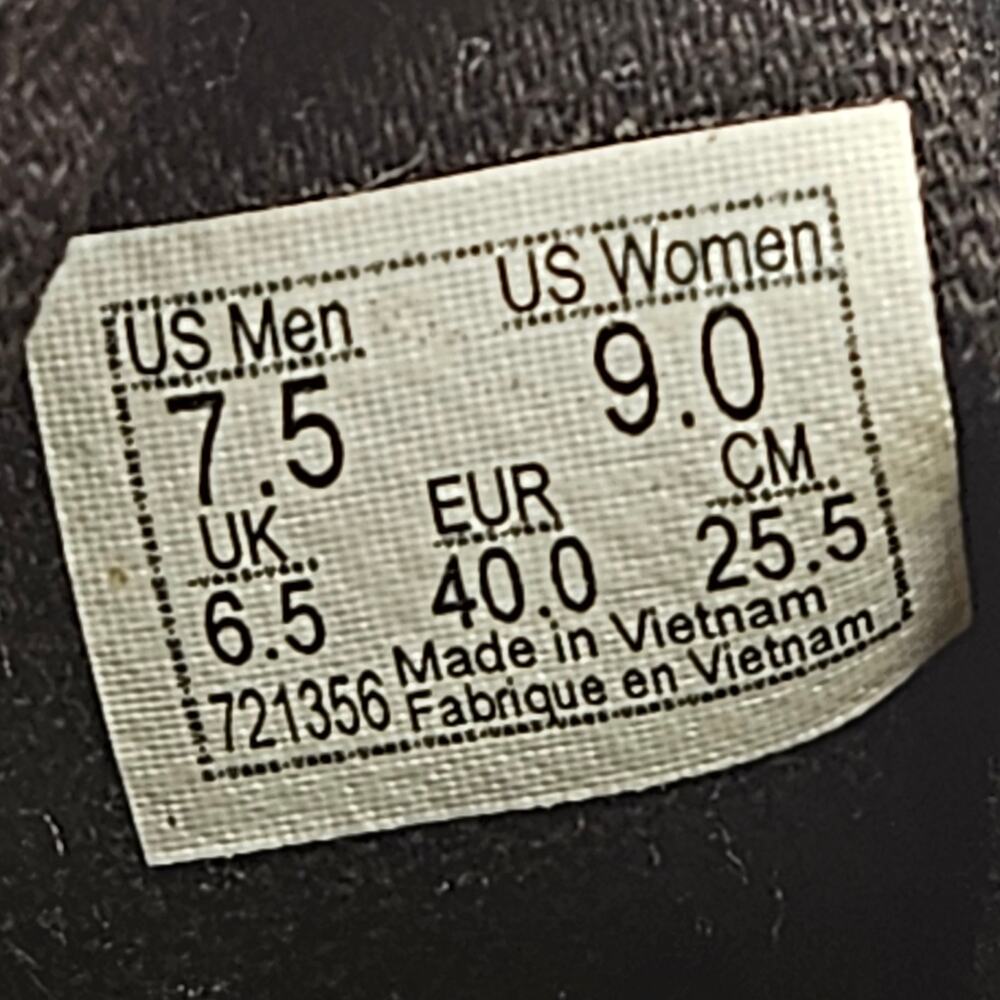 US Men US Women
7.5 9.0
UK EUR CM
6.5 40.0 25.5
Made in Vietnam
721356 Fabrique en Vietnam